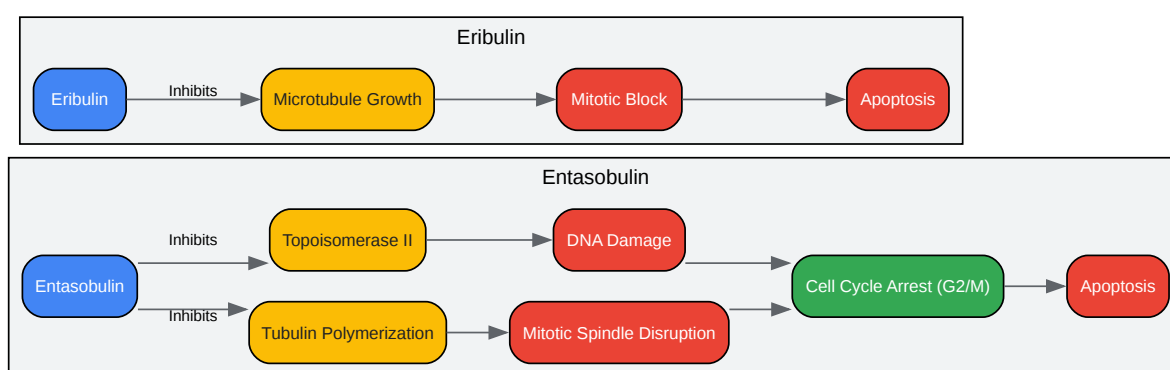 Eribulin
Eribulin
Inhibits
Microtubule Growth
Mitotic Block
Apoptosis
Entasobulin
Entasobulin
Inhibits
Topoisomerase II
DNA Damage
Inhibits
Tubulin Polymerization
Mitotic Spindle Disruption
Cell Cycle Arrest (G2/M)
Apoptosis